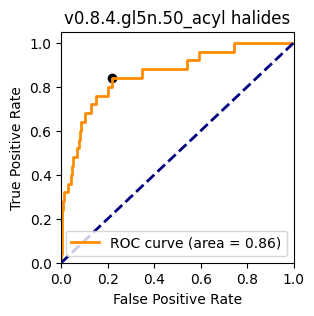 v0.8.4.gl5n.50_acyl halides
True Positive Rate
1.0
0.8
0.6
0.4
0.2
0.0
ROC curve (area = 0.86)
0.0 0.2 0.4 0.6 0.8 1.0
False Positive Rate